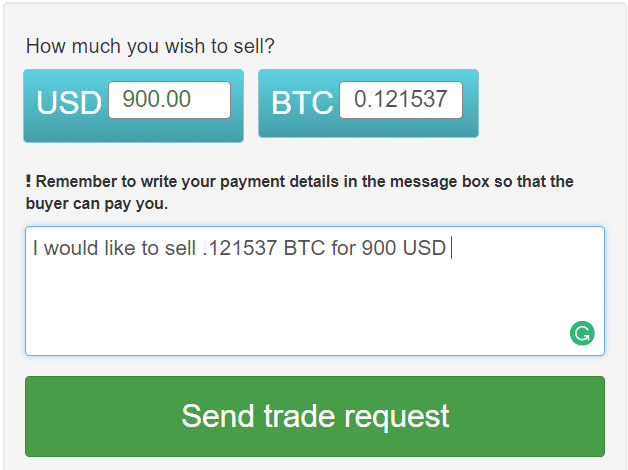 How much you wish to sell?
USD 900.00 BTC 0.121537
! Remember to write your payment details in the message box so that the
buyer can pay you.
I would like to sell .121537 BTC for 900 USD
Send trade request